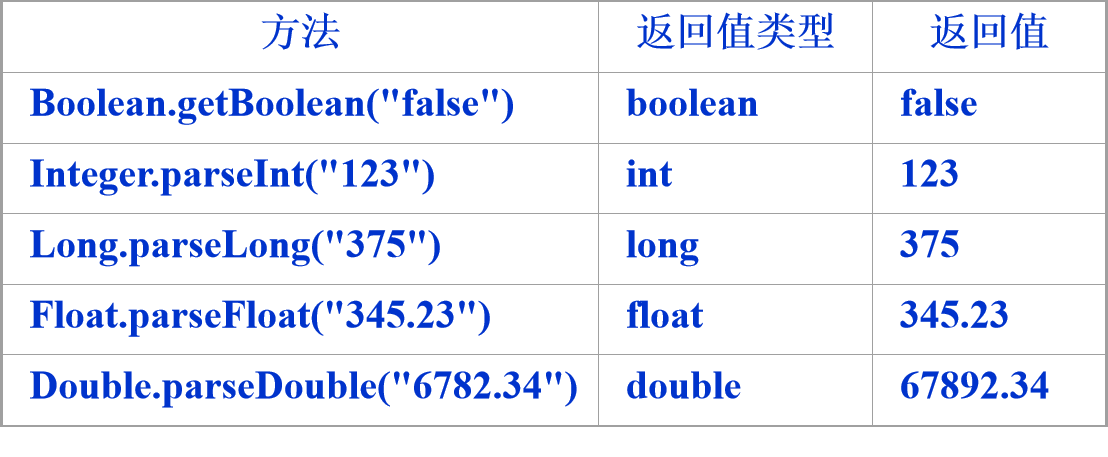 方法 返回值类型 返回值
Boolean.getBoolean("false") boolean false
Integer.parseInt("123") int 123
Long.parseLong("375") long 375
Float.parseFloat("345.23") float 345.23
Double.parseDouble("6782.34") double 67892.34